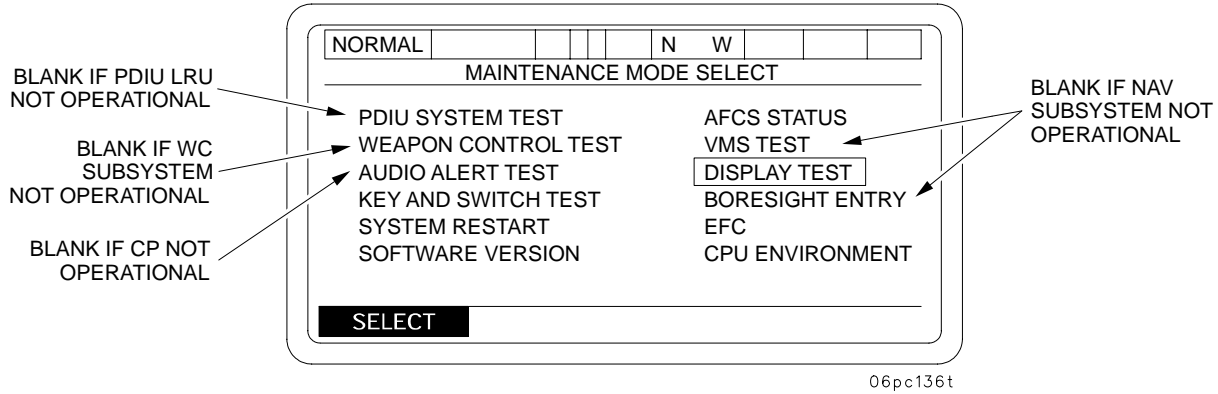 BLANK IF PDIU LRU
NOT OPERATIONAL
BLANK IF WC
SUBSYSTEM
NOT OPERATIONAL
BLANK IF CP NOT
OPERATIONAL
NORMAL N W
MAINTENANCE MODE SELECT
PDIU SYSTEM TEST
WEAPON CONTROL TEST
AUDIO ALERT TEST
KEY AND SWITCH TEST
SYSTEM RESTART
SOFTWARE VERSION
AFCS STATUS
VMS TEST
DISPLAY TEST
BORESIGHT ENTRY
EFC
CPU ENVIRONMENT
SELECT
BLANK IF NAV
SUBSYSTEM NOT
OPERATIONAL
06pc136t